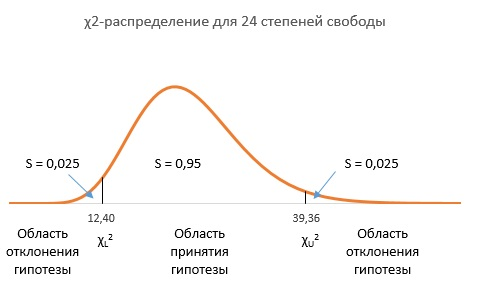 χ2-распределение для 24 степеней свободы
S = 0,025
S = 0,95
S = 0,025
12,40
39,36
χL²
χU²
Область
отклонения
гипотезы
Область
принятия
гипотезы
Область
отклонения
гипотезы